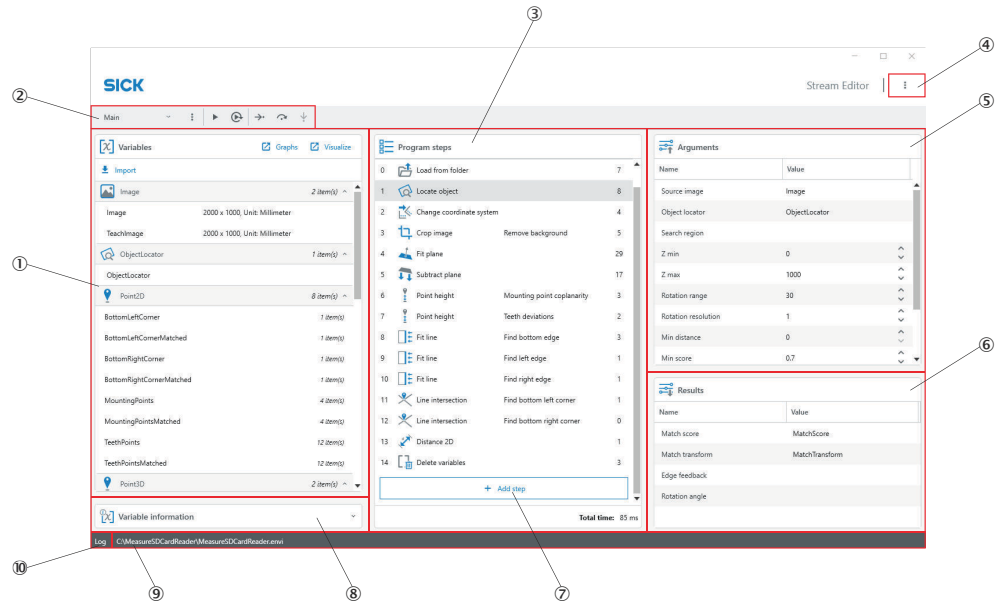 ③
④
SICK
Stream Editor
②
⑤
Main
Variables
Graphs
Visualize
Import
Image 2 item(s)
Image 2000 x 1000, Unit: Millimeter
TeachImage 2000 x 1000, Unit: Millimeter
ObjectLocator 1 item(s)
①
ObjectLocator
Point2D 8 item(s)
BottomLeftCorner 1 item(s)
BottomLeftCornerMatched 1 item(s)
BottomRightCorner 1 item(s)
BottomRightCornerMatched 1 item(s)
MountingPoints 4 item(s)
MountingPointsMatched 4 item(s)
TeethPoints 12 item(s)
TeethPointsMatched 12 item(s)
Point3D 2 item(s)
Variable information
Program steps
0 Load from folder 7
1 Locate object 8
2 Change coordinate system 4
3 Crop image Remove background 5
4 Fit plane 29
5 Subtract plane 17
6 Point height Mounting point coplanarity 3
7 Point height Teeth deviations 2
8 Fit line Find bottom edge 3
9 Fit line Find left edge 1
10 Fit line Find right edge 1
11 Line intersection Find bottom left corner 1
12 Line intersection Find bottom right corner 0
13 Distance 2D 1
14 Delete variables 3
+ Add step
Total time: 85 ms
Arguments
Name Value
Source image Image
Object locator ObjectLocator
Search region
Z min 0
Z max 1000
Rotation range 30
Rotation resolution 1
Min distance 0
Min score 0.7
⑥
Results
Name Value
Match score MatchScore
Match transform MatchTransform
Edge feedback
Rotation angle
Log C:\MeasureSDCardReader\MeasureSDCardReader.envi
⑩
⑨
⑧
⑦